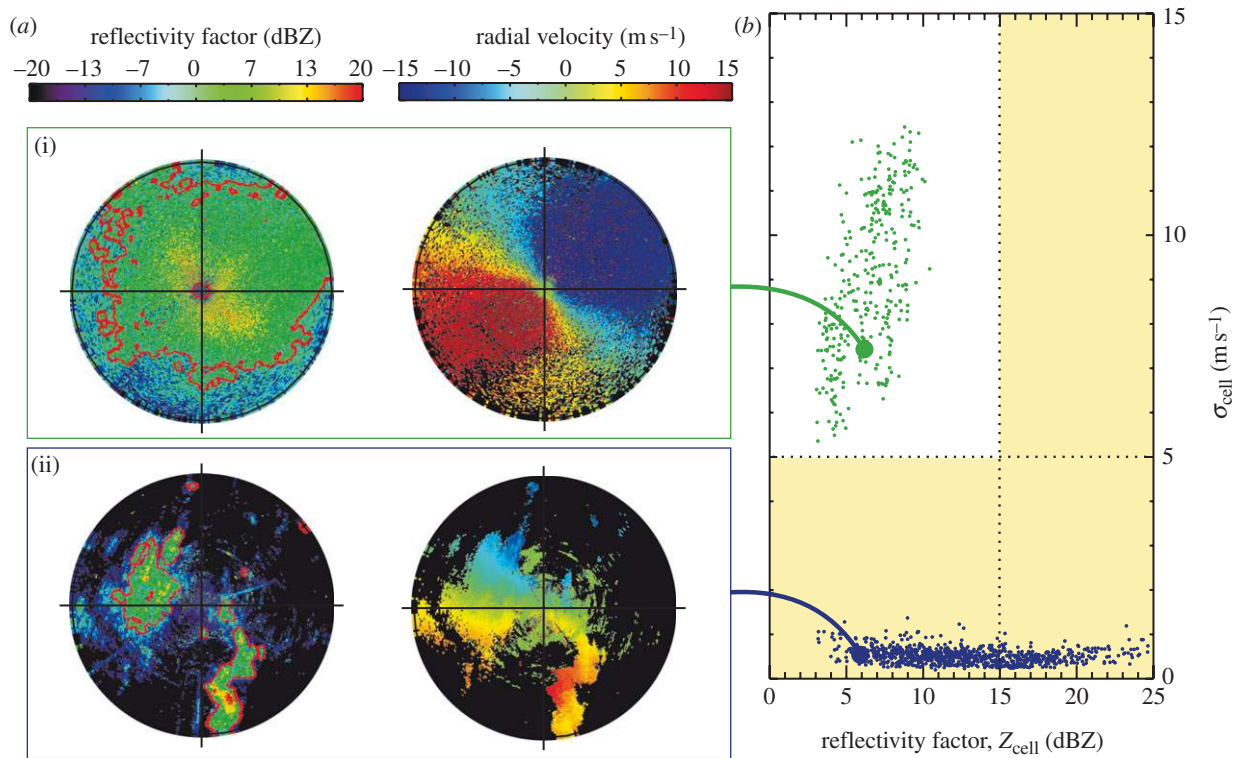 (a)
reflectivity factor (dBZ)
–20 –13 –7 0 7 13 20
radial velocity (m s–1)
–15 –10 –5 0 5 10 15
(i)
(ii)
(b)
15
10
5
0
σcell (m s–1)
0 5 10 15 20 25
reflectivity factor, Zcell (dBZ)